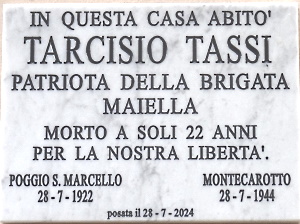 IN QUESTA CASA ABITO'
TARCISIO TASSI
PATRIOTA DELLA BRIGATA
MAIELLA
MORTO A SOLI 22 ANNI
PER LA NOSTRA LIBERTA'.
POGGIO S. MARCELLO MONTECAROTTO
28 - 7 - 1922 28 - 7 - 1944
posata il 28 - 7 - 2024